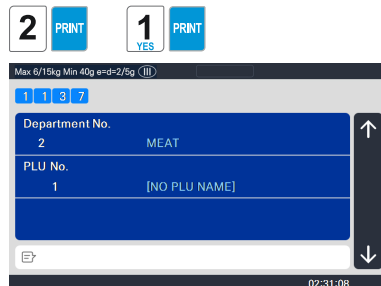 2 PRINT 1 YES PRINT
Max 6/15kg Min 40g e=d=2/5g III
1 1 3 7
Department No.
2 MEAT
PLU No.
1 [NO PLU NAME]
02:31:08